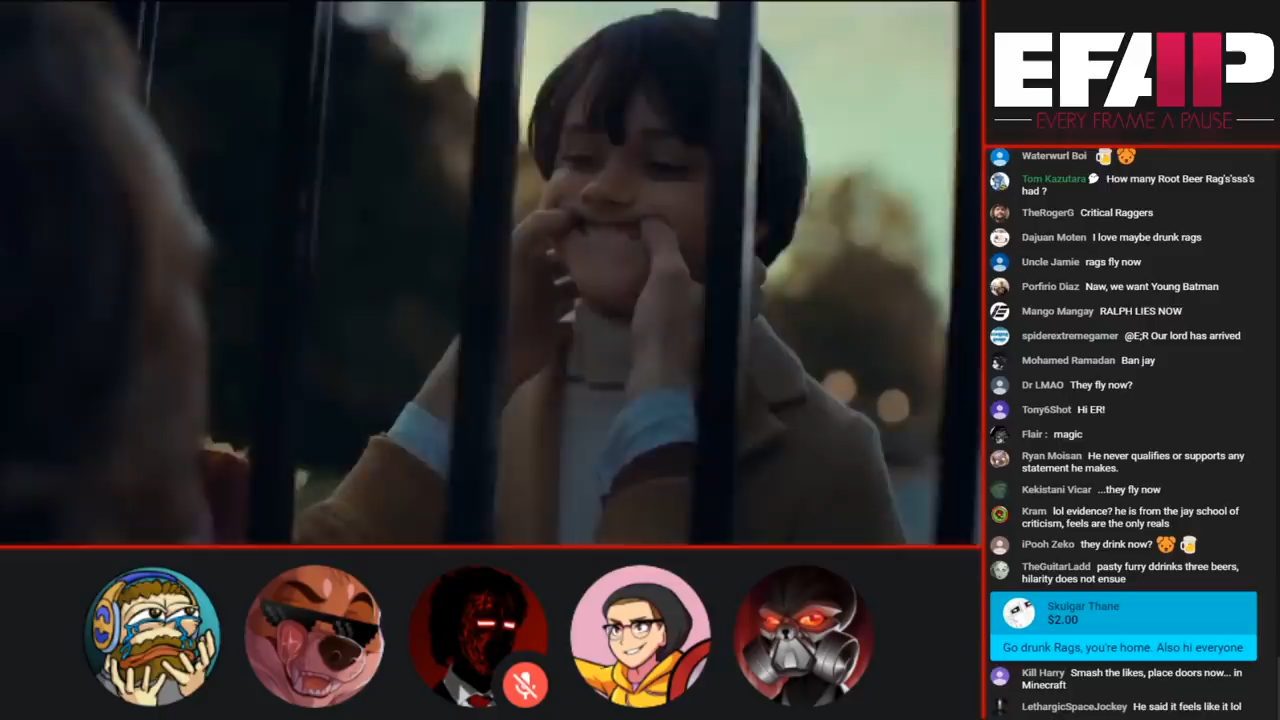 EFAP
EVERY FRAME A PAUSE
Waterwurl Boi
Tom Kazutara How many Root Beer Rag's'sss's
had ?
TheRogerG Critical Raggers
Dajuan Moten I love maybe drunk rags
Uncle Jamie rags fly now
Porfirio Diaz Naw, we want Young Batman
Mango Mangay RALPH LIES NOW
spiderextremegamer @E;R Our lord has arrived
Mohamed Ramadan Ban jay
Dr LMAO They fly now?
Tony6Shot Hi ER!
Flair : magic
Ryan Moisan He never qualifies or supports any
statement he makes.
Kekistani Vicar ...they fly now
Kram lol evidence? he is from the jay school of
criticism, feels are the only reals
iPooh Zeko they drink now?
TheGuitarLadd pasty furry ddrinks three beers,
hilarity does not ensue
Skulgar Thane
$2.00
Go drunk Rags, you're home. Also hi everyone
Kill Harry Smash the likes, place doors now... in
Minecraft
LethargicSpaceJockey He said it feels like it lol